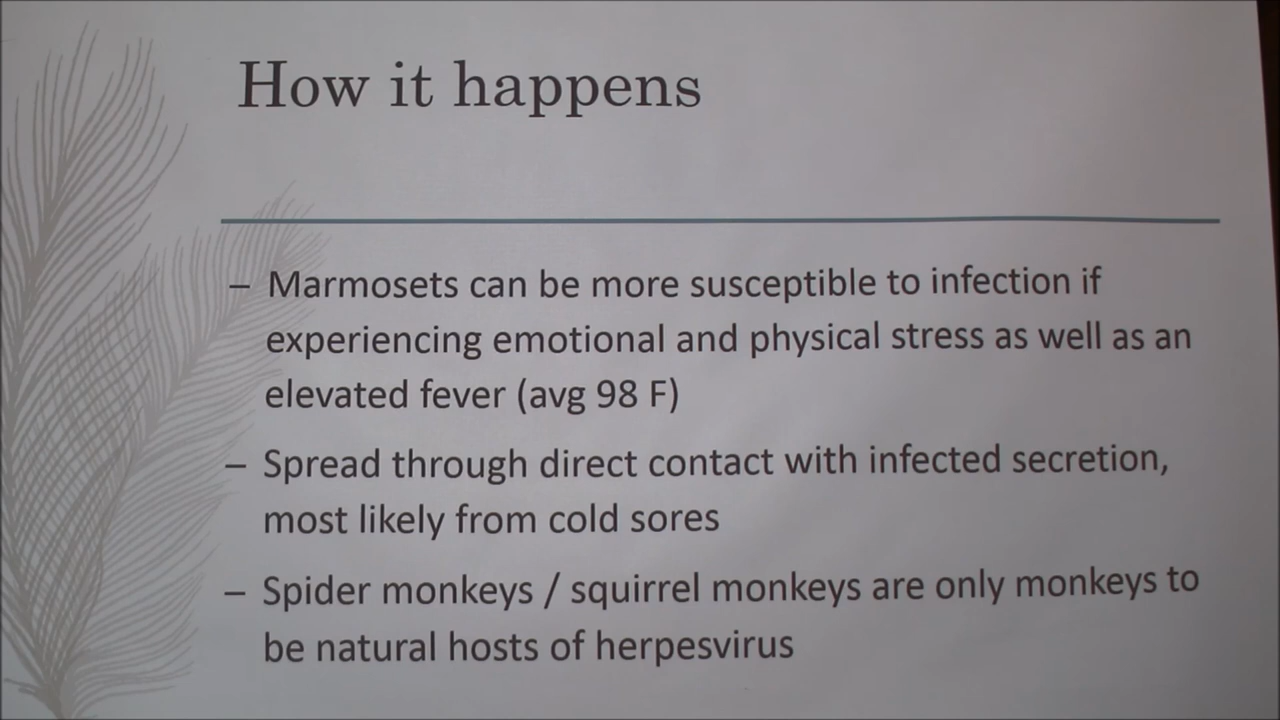 How it happens
– Marmosets can be more susceptible to infection if
experiencing emotional and physical stress as well as an
elevated fever (avg 98 F)
– Spread through direct contact with infected secretion,
most likely from cold sores
– Spider monkeys / squirrel monkeys are only monkeys to
be natural hosts of herpesvirus